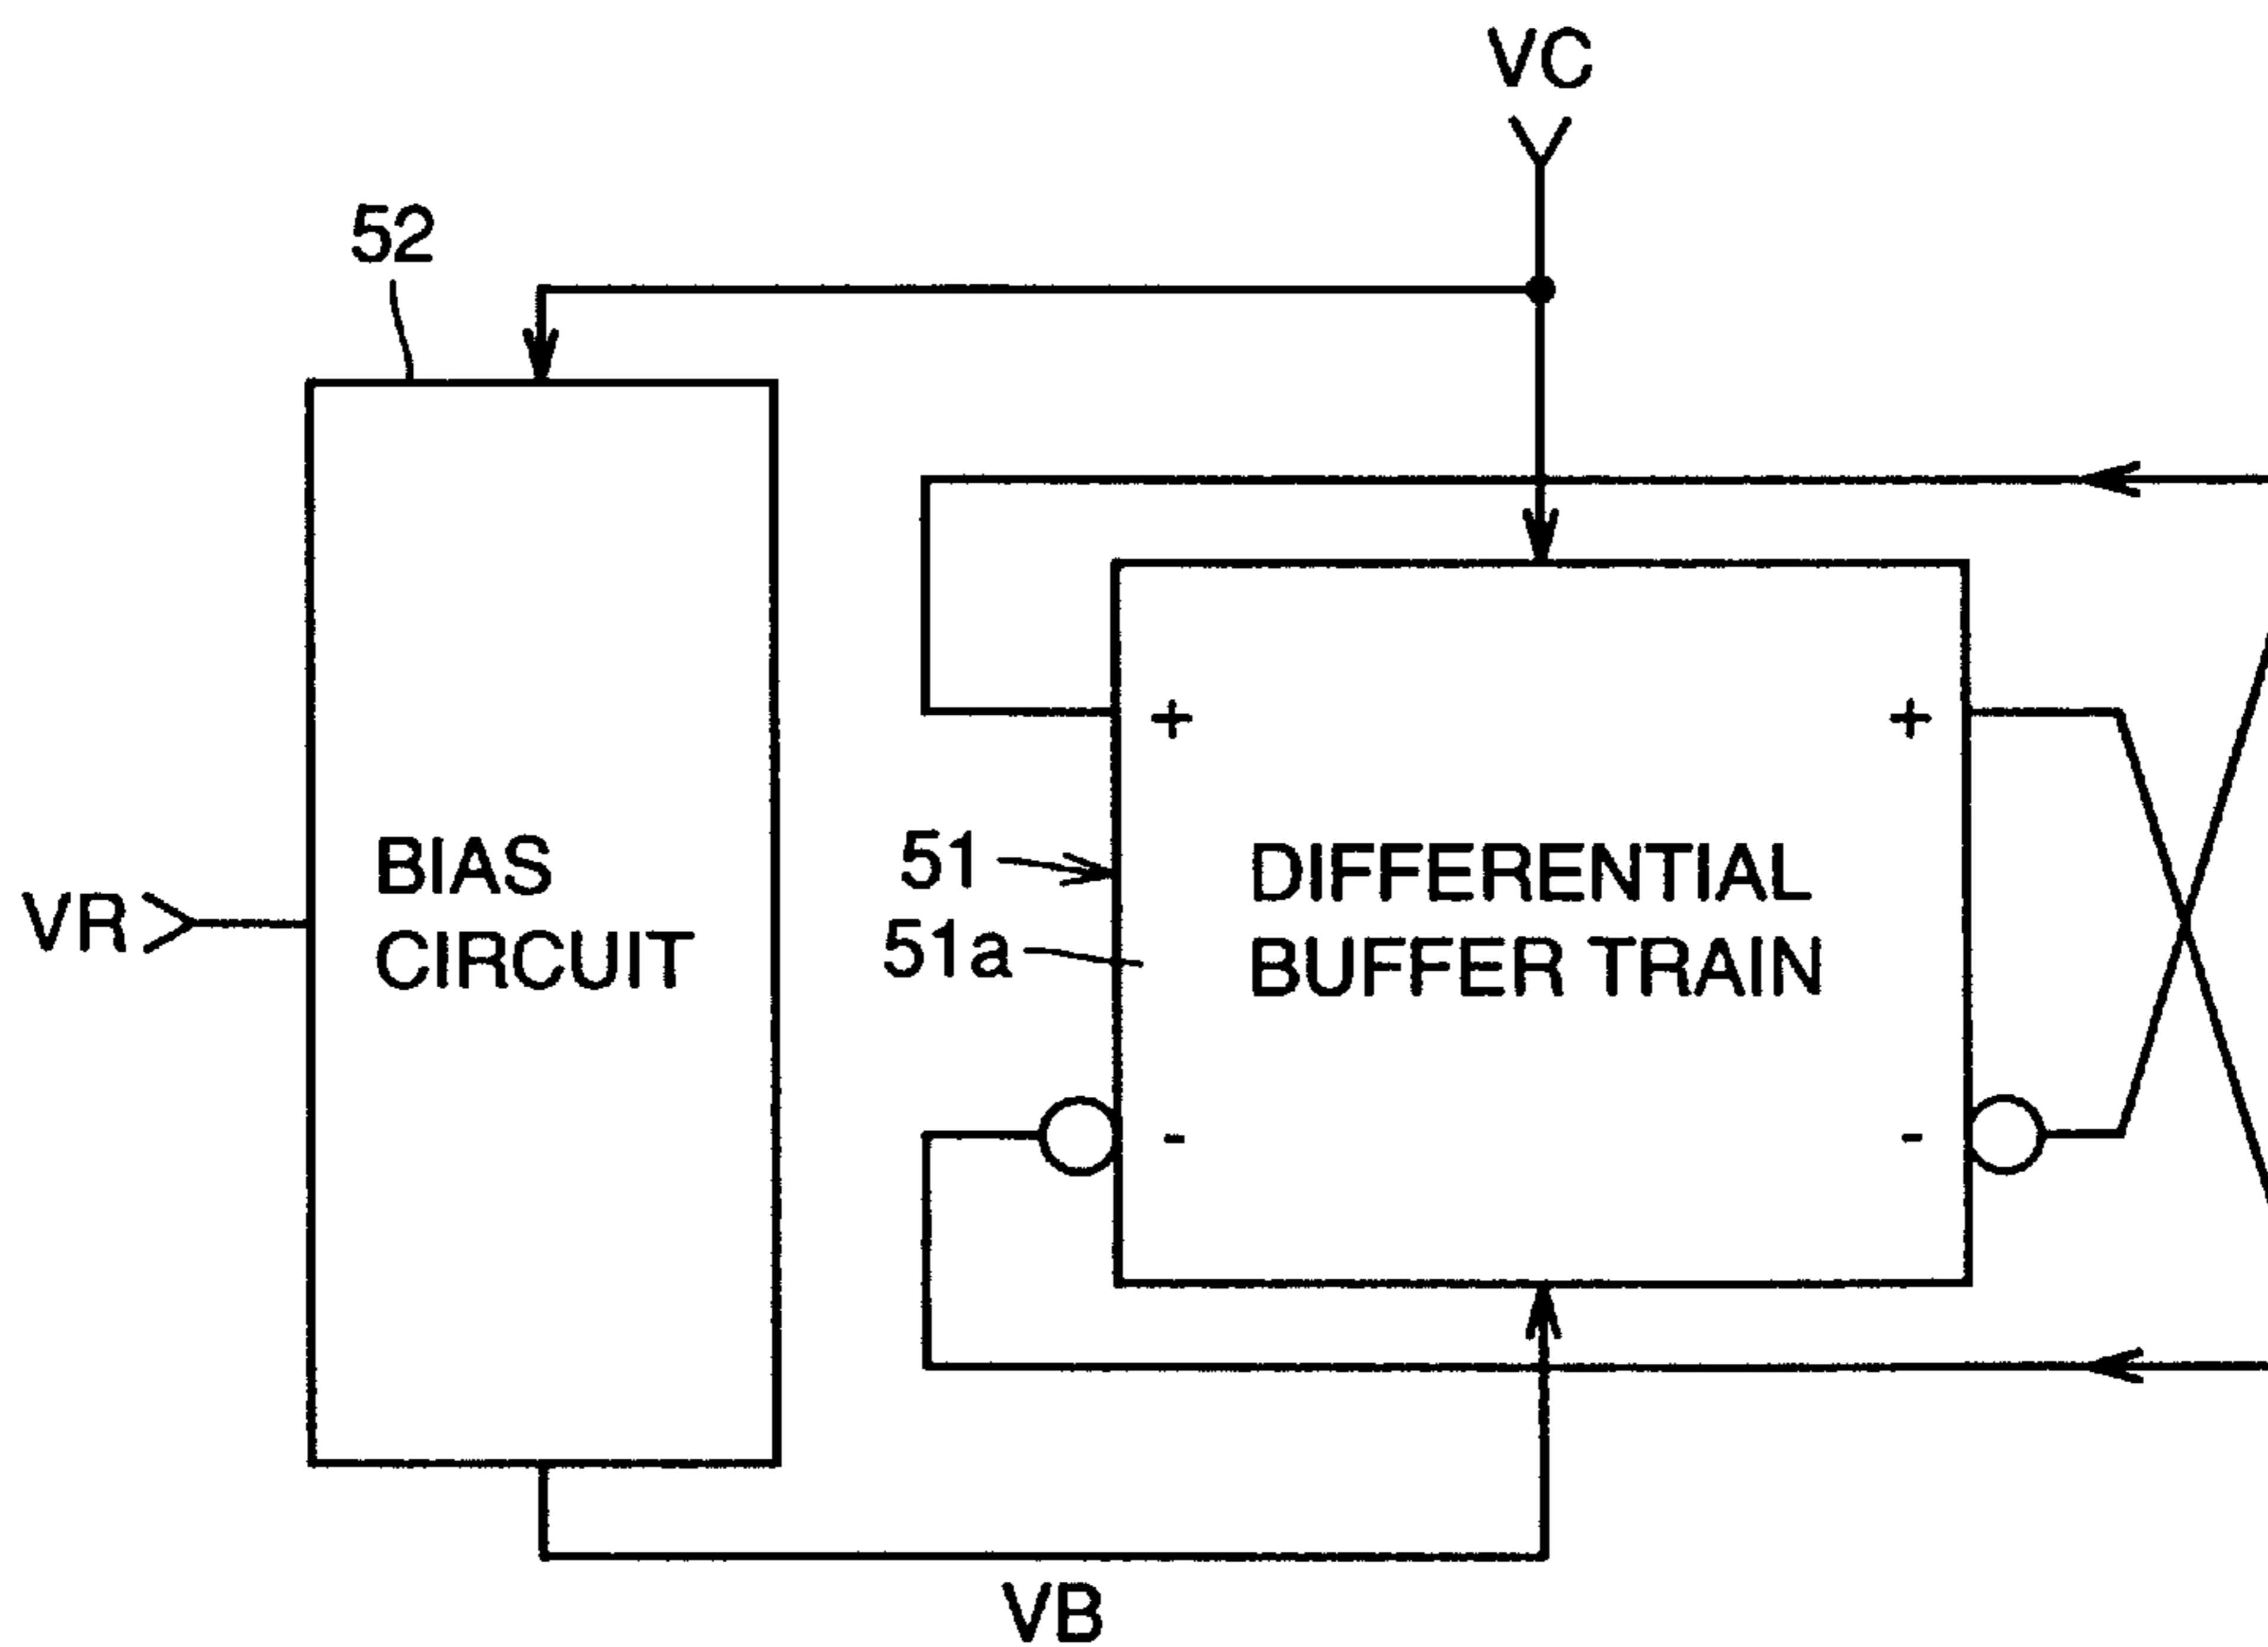 VC
52
+
+
51
51a
VR
BIAS
CIRCUIT
DIFFERENTIAL
BUFFER TRAIN
-
-
VB